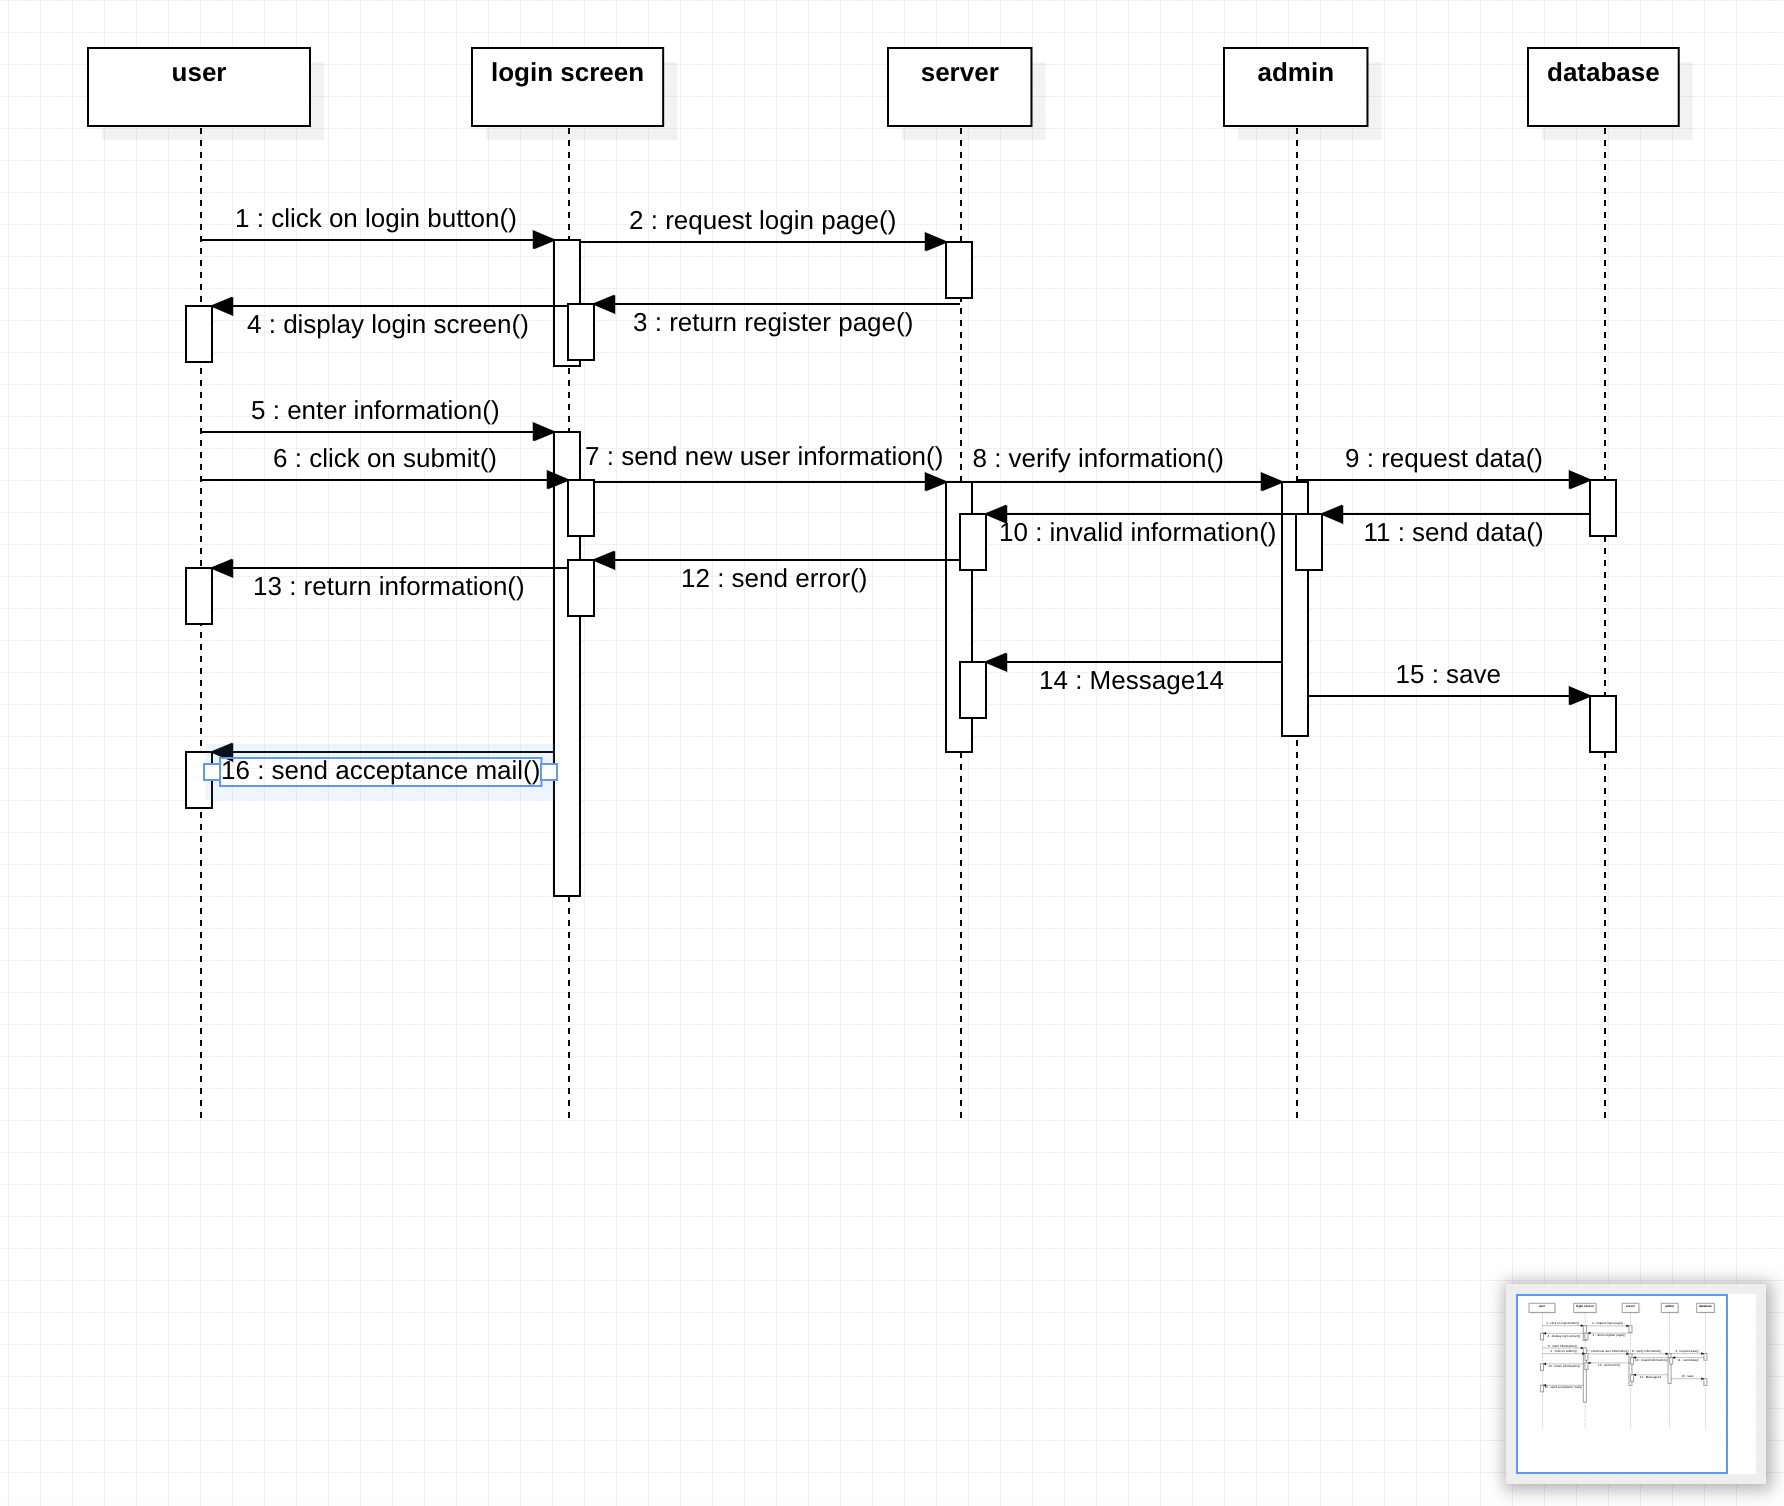 user
login screen
server
admin
database
1 : click on login button()
2 : request login page()
4 : display login screen()
3 : return register page()
5 : enter information()
6 : click on submit()
7 : send new user information()
8 : verify information()
9 : request data()
10 : invalid information()
11 : send data()
13 : return information()
12 : send error()
14 : Message14
15 : save
16 : send acceptance mail()